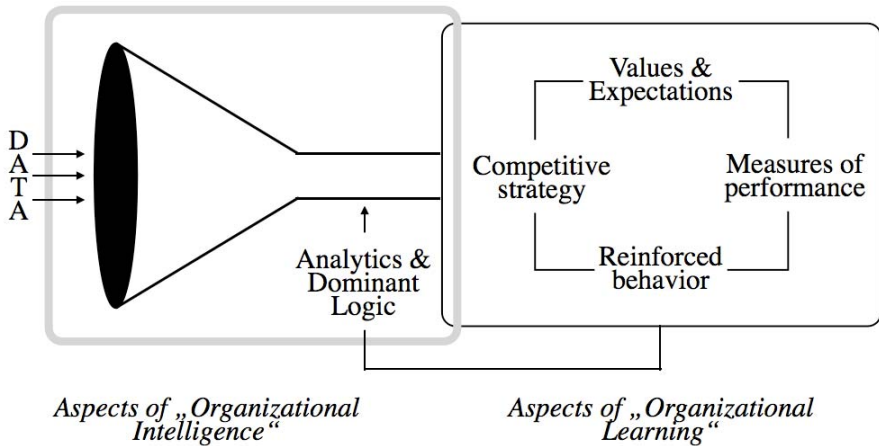 DATA
Analytics &
Dominant
Logic
Values &
Expectations
Competitive
strategy
Measures of
performance
Reinforced
behavior
Aspects of „Organizational
Intelligence“
Aspects of „Organizational
Learning“